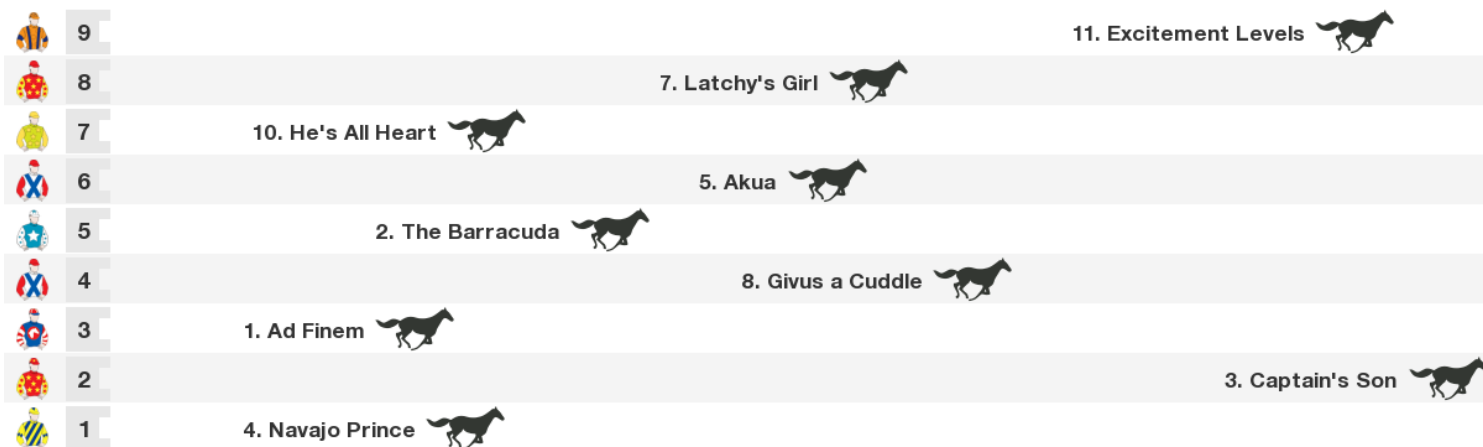 9 11. Excitement Levels
8 7. Latchy's Girl
7 10. He's All Heart
6 5. Akua
5 2. The Barracuda
4 8. Givus a Cuddle
3 1. Ad Finem
2 3. Captain's Son
1 4. Navajo Prince